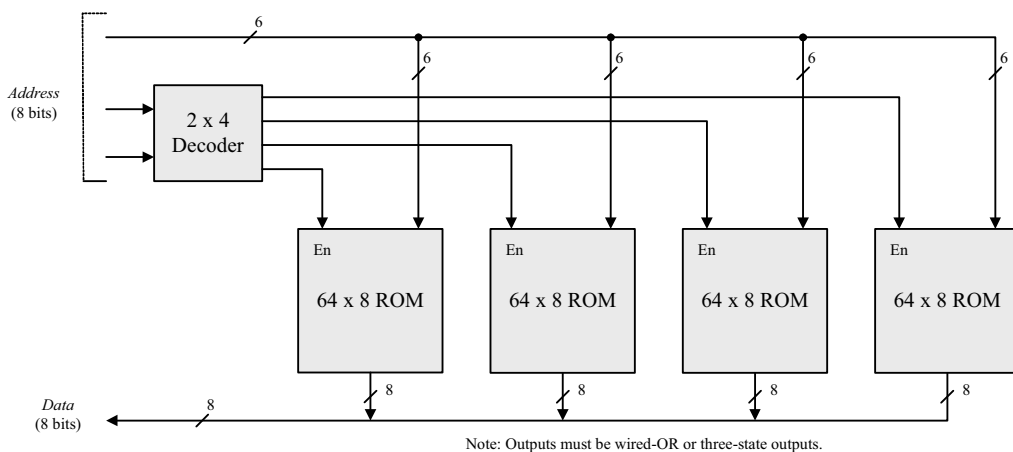 6
6
6
6
6
Address
(8 bits)
2 x 4
Decoder
En
En
En
En
64 x 8 ROM
64 x 8 ROM
64 x 8 ROM
64 x 8 ROM
8
8
8
8
Data
(8 bits)
8
Note: Outputs must be wired-OR or three-state outputs.